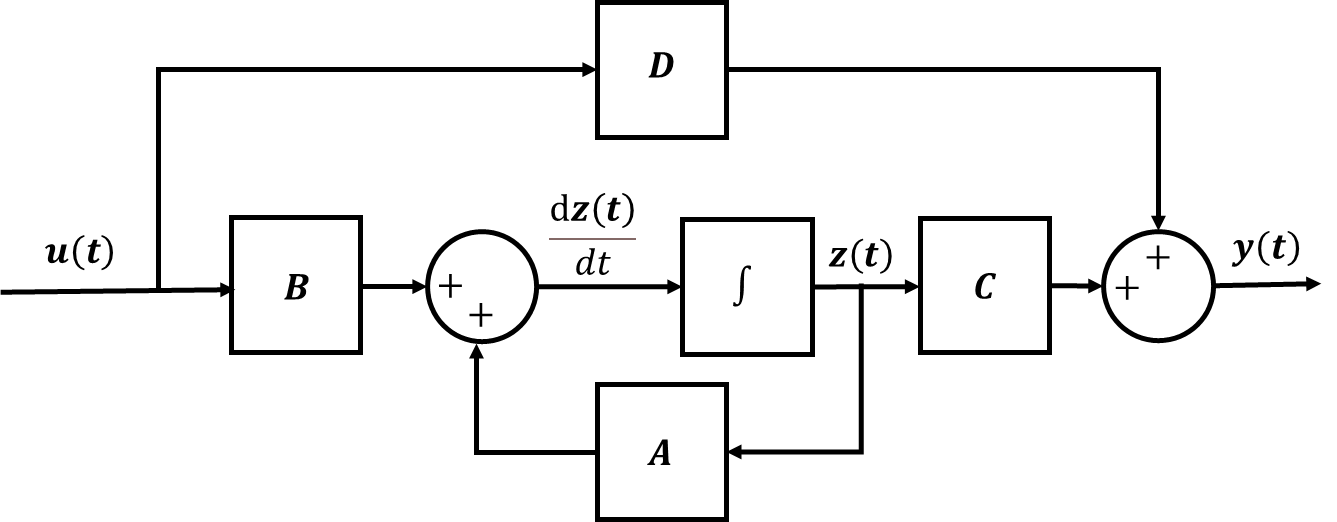 D
u(t)
B
+
+
dz(t)
dt
∫
z(t)
C
+
+
y(t)
A